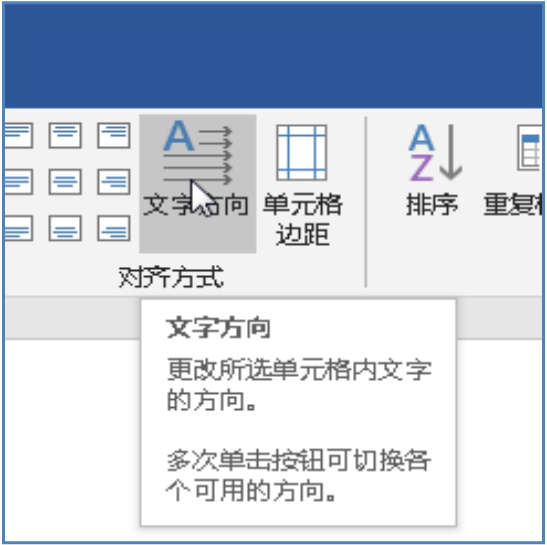 文字方向
单元格
边距
排序
重复
对齐方式
文字方向
更改所选单元格内文字
的方向。
多次单击按钮可切换各
个可用的方向。